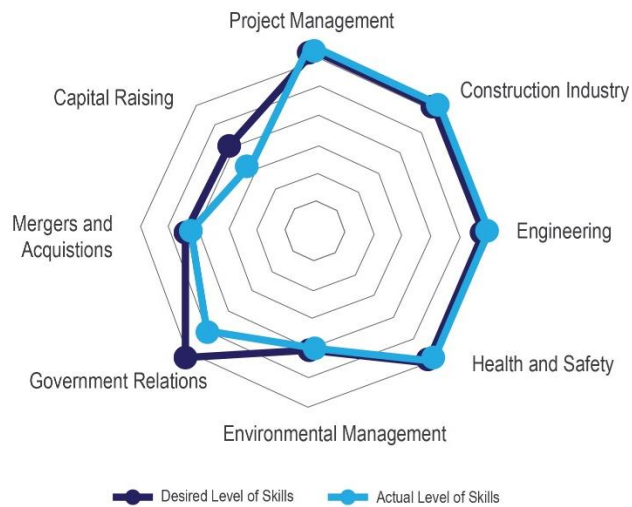 Project Management
Capital Raising
Construction Industry
Mergers and
Acquistions
Engineering
Health and Safety
Government Relations
Environmental Management
Desired Level of Skills
Actual Level of Skills